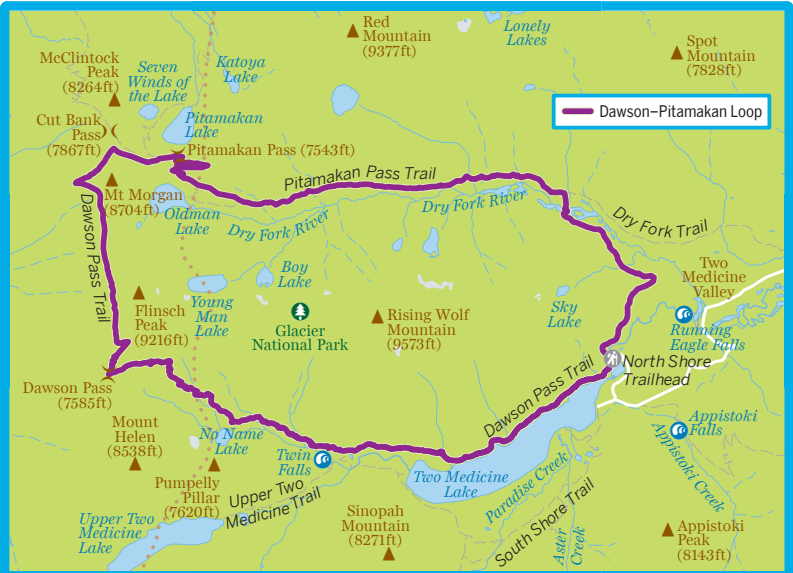 Red
Mountain
(9377ft)
Lonely
Lakes
Spot
Mountain
(7828ft)
McClintock
Peak
(8264ft)
Seven
Winds of
the Lake
Katoya
Lake
Dawson–Pitamakan Loop
Cut Bank
Pass
(7867ft)
Pitamakan
Lake
Pitamakan Pass (7543ft)
Pitamakan Pass Trail
Mt Morgan
(8704ft)
Oldman
Lake
Dry Fork River
Dry Fork River
Dry Fork Trail
Dawson Pass Trail
Two
Medicine
Valley
Boy
Lake
Young
Man
Lake
Flinsch
Peak
(9216ft)
Glacier
National Park
Rising Wolf
Mountain
(9573ft)
Sky
Lake
Running
Eagle Falls
North Shore
Trailhead
Dawson Pass Trail
Dawson Pass
(7585ft)
Mount
Helen
(8538ft)
No Name
Lake
Twin
Falls
Appistoki
Falls
Appistoki Creek
Pumpelly
Pillar
(7620ft)
Upper Two
Medicine Trail
Two Medicine
Lake
Paradise Creek
South Shore Trail
Aster
Creek
Upper Two
Medicine
Lake
Sinopah
Mountain
(8271ft)
Appistoki
Peak
(8143ft)